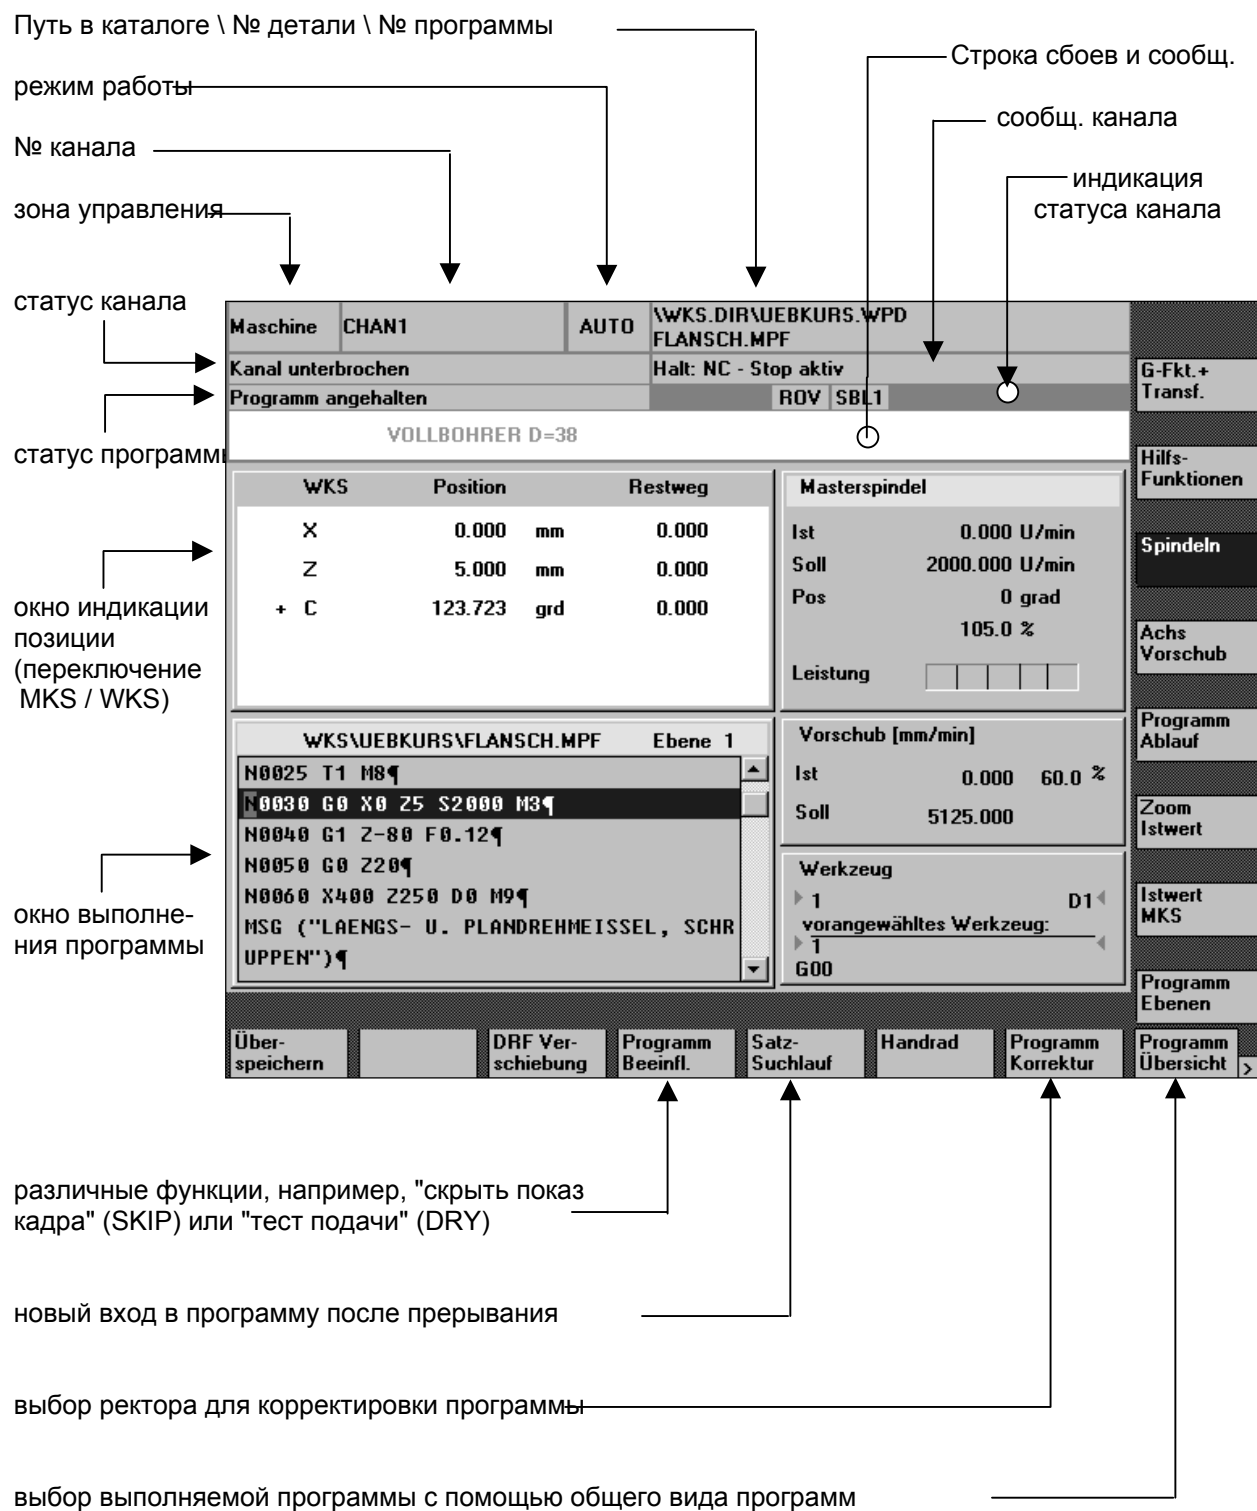 Путь в каталоге \ № детали \ № программы
Строка сбоев и сообщ.
режим работы
сообщ. канала
№ канала
индикация
статуса канала
зона управления
статус канала
статус программ
окно индикации
позиции
(переключение
MKS / WKS)
окно выполне-
ния программы
Maschine CHAN1 AUTO \WKS.DIR\UEBKURS.WPD
FLANSCH.MPF
Kanal unterbrochen Halt: NC - Stop aktiv
Programm angehalten ROV SBL1
VOLLBOHRER D=38
WKS Position Restweg
X 0.000 mm 0.000
Z 5.000 mm 0.000
+ C 123.723 grd 0.000
Masterspindel
Ist 0.000 U/min
Soll 2000.000 U/min
Pos 0 grad
105.0 %
Leistung
WKS\UEBKURS\FLANSCH.MPF Ebene 1
N0025 T1 M8¶
N0030 G0 X0 Z5 S2000 M3¶
N0040 G1 Z-80 F0.12¶
N0050 G0 Z20¶
N0060 X400 Z250 D0 M9¶
MSG ("LAENGS- U. PLANDREHMEISSEL, SCHR
UPPEN")¶
Vorschub [mm/min]
Ist 0.000 60.0 %
Soll 5125.000
Werkzeug
1 D1
vorangewähltes Werkzeug:
1
G00
G-Fkt.+
Transf.
Hilfs-
Funktionen
Spindeln
Achs
Vorschub
Programm
Ablauf
Zoom
Istwert
Istwert
MKS
Programm
Ebenen
Über-
speichern
DRF Ver-
schiebung
Programm
Beeinfl.
Satz-
Suchlauf
Handrad
Programm
Korrektur
Programm
Übersicht >
различные функции, например, "скрыть показ
кадра" (SKIP) или "тест подачи" (DRY)
новый вход в программу после прерывания
выбор ректора для корректировки программы
выбор выполняемой программы с помощью общего вида программ